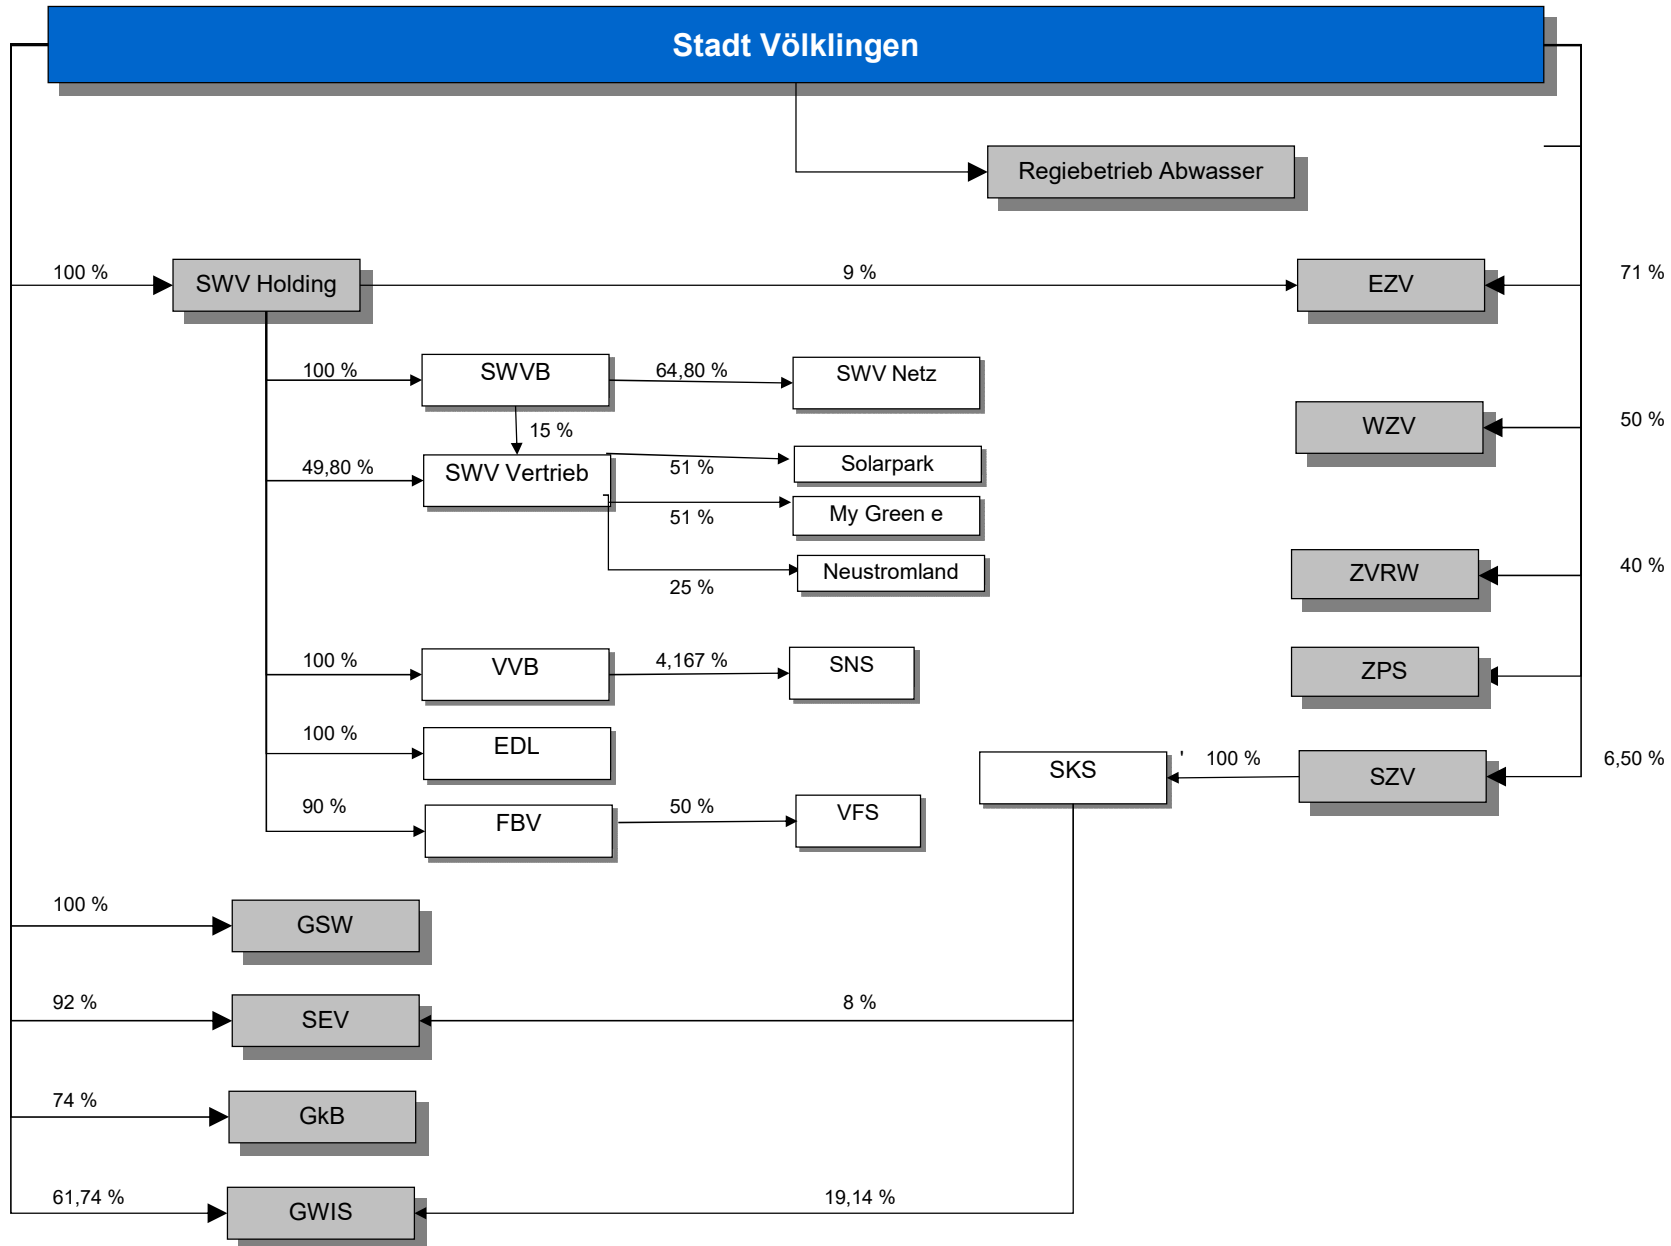 Stadt Völklingen
Regiebetrieb Abwasser
100 %
SWV Holding
9 %
EZV
71 %
100 %
SWVB
64,80 %
SWV Netz
15 %
WZV
50 %
49,80 %
SWV Vertrieb
51 %
Solarpark
51 %
My Green e
25 %
Neustromland
ZVRW
40 %
100 %
VVB
4,167 %
SNS
ZPS
100 %
EDL
SKS
' 100 %
SZV
6,50 %
90 %
FBV
50 %
VFS
100 %
GSW
92 %
SEV
8 %
74 %
GkB
61,74 %
GWIS
19,14 %